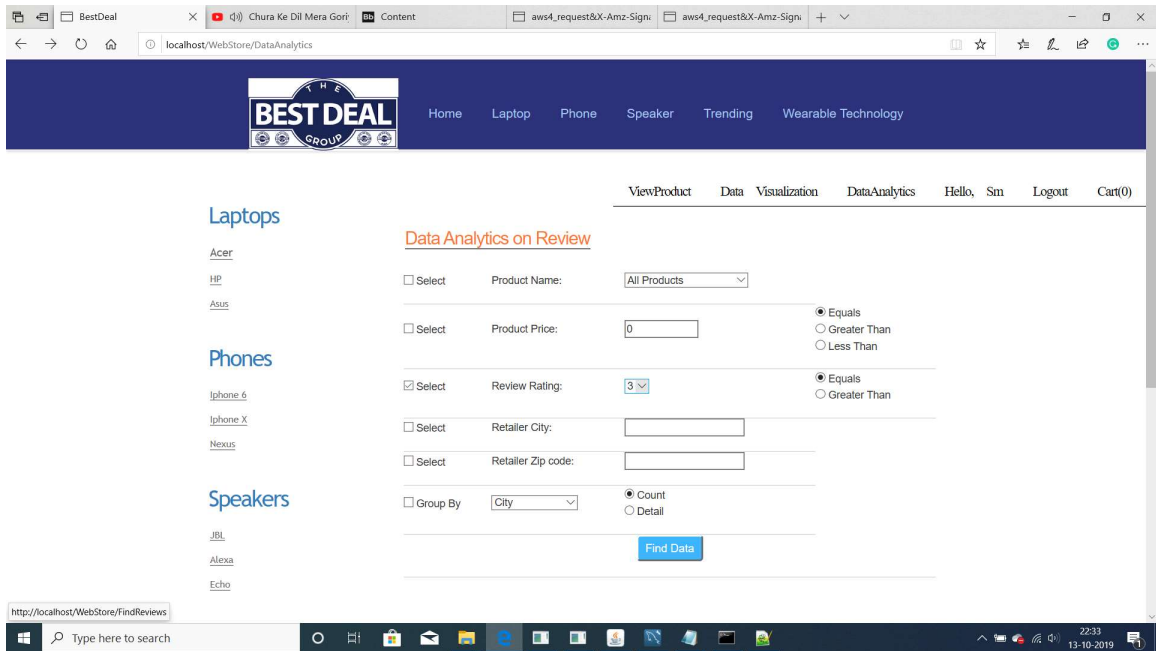 BestDeal
Chura Ke Dil Mera Gori
Bb Content
aws4_request&X-Amz-Sign
aws4_request&X-Amz-Sign
localhost/WebStore/DataAnalytics
THE
BEST DEAL
GROUP
Home Laptop Phone Speaker Trending Wearable Technology
ViewProduct Data Visualization DataAnalytics Hello, Sm Logout Cart(0)
Laptops
Acer
HP
Asus
Phones
Iphone 6
Iphone X
Nexus
Speakers
JBL
Alexa
Echo
Data Analytics on Review
Select Product Name: All Products
Select Product Price: 0
Equals
Greater Than
Less Than
Select Review Rating: 3
Equals
Greater Than
Select Retailer City:
Select Retailer Zip code:
Group By City
Count
Detail
Find Data
http://localhost/WebStore/FindReviews
Type here to search
22:33
13-10-2019
1